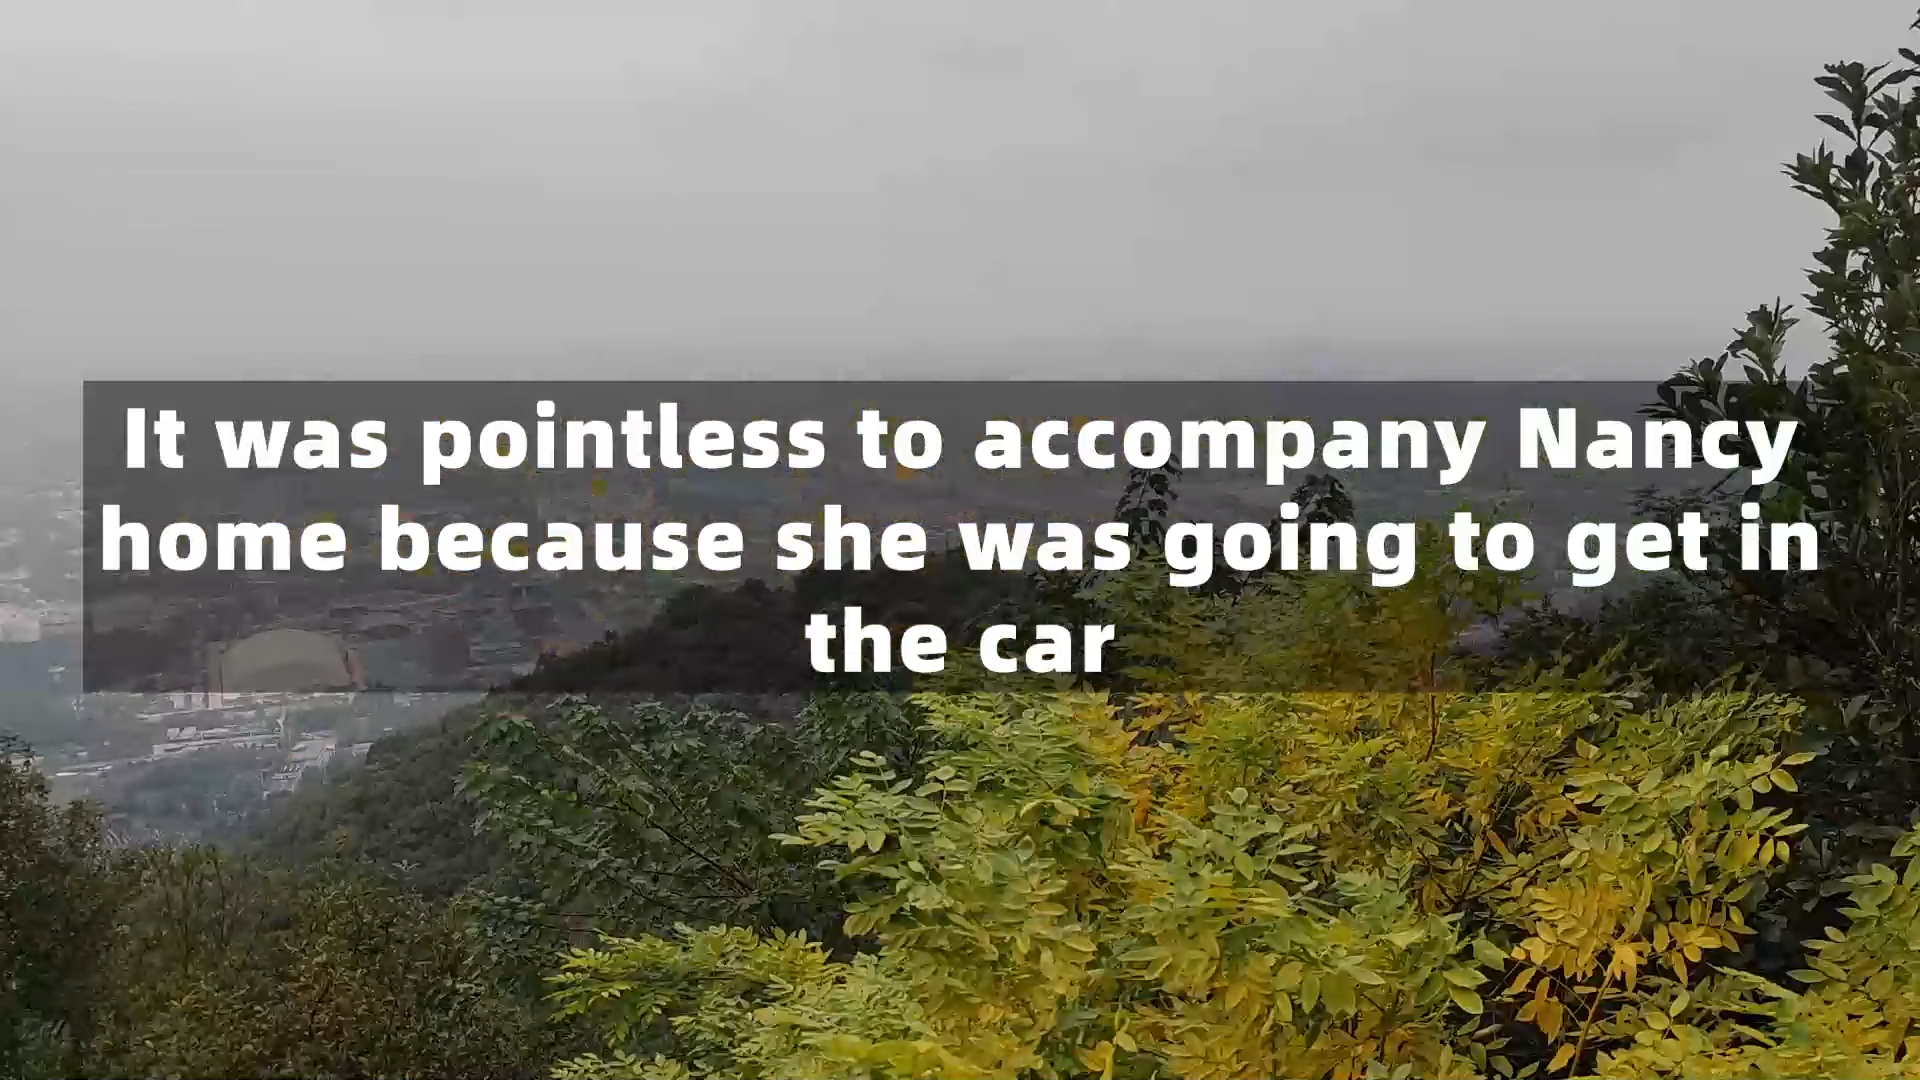 It was pointless to accompany Nancy
home because she was going to get in
the car